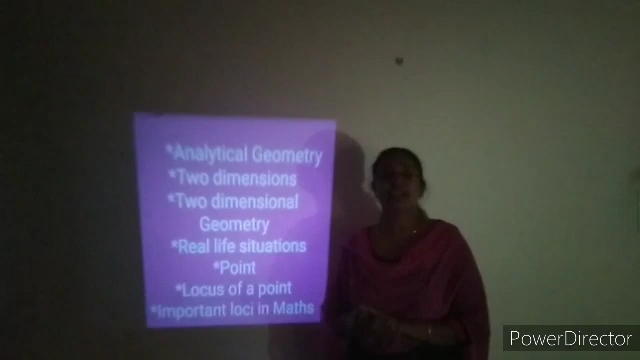 *Analytical Geometry
*Two dimensions
*Two dimensional
Geometry
*Real life situations
*Point
*Locus of a point
*Important loci in Maths
PowerDirector